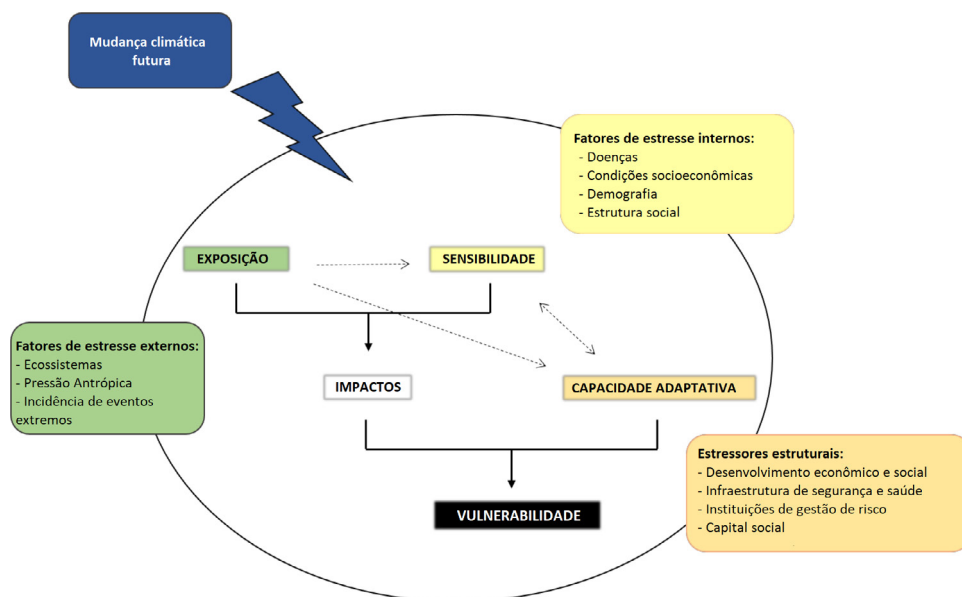 Mudança climática
futura
Fatores de estresse internos:
- Doenças
- Condições socioeconômicas
- Demografia
- Estrutura social
EXPOSIÇÃO
SENSIBILIDADE
Fatores de estresse externos:
- Ecossistemas
- Pressão Antrópica
- Incidência de eventos
extremos
IMPACTOS
CAPACIDADE ADAPTATIVA
Estressores estruturais:
- Desenvolvimento econômico e social
- Infraestrutura de segurança e saúde
- Instituições de gestão de risco
- Capital social
VULNERABILIDADE